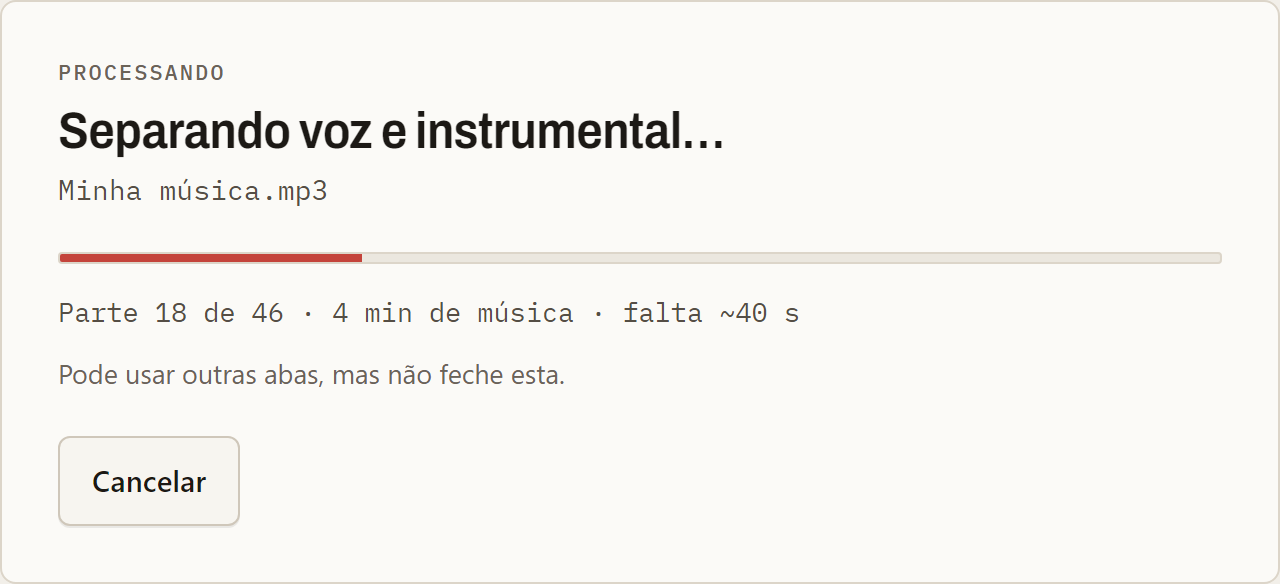 PROCESSANDO
Separando voz e instrumental…
Minha música.mp3
Parte 18 de 46 · 4 min de música · falta ~40 s
Pode usar outras abas, mas não feche esta.
Cancelar